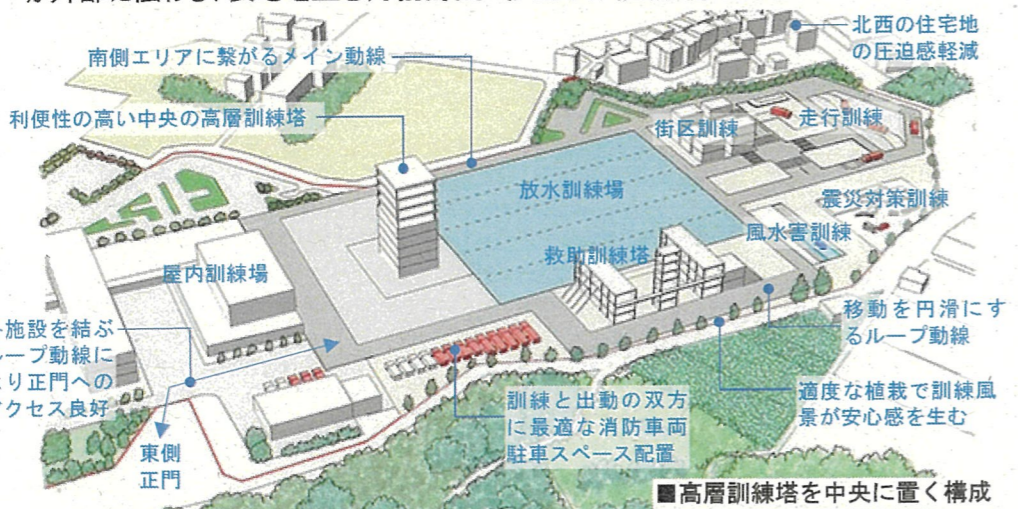 北西の住宅地
の圧迫感軽減
南側エリアに繋がるメイン動線
利便性の高い中央の高層訓練塔
街区訓練
走行訓練
放水訓練場
震災対策訓練
風水害訓練
救助訓練塔
屋内訓練場
施設を結ぶ
ループ動線に
より正門への
アクセス良好
移動を円滑にす
るループ動線
訓練と出動の双方
に最適な消防車両
駐車スペース配置
適度な植栽で訓練風
景が安心感を生む
東側
正門
■高層訓練塔を中央に置く構成